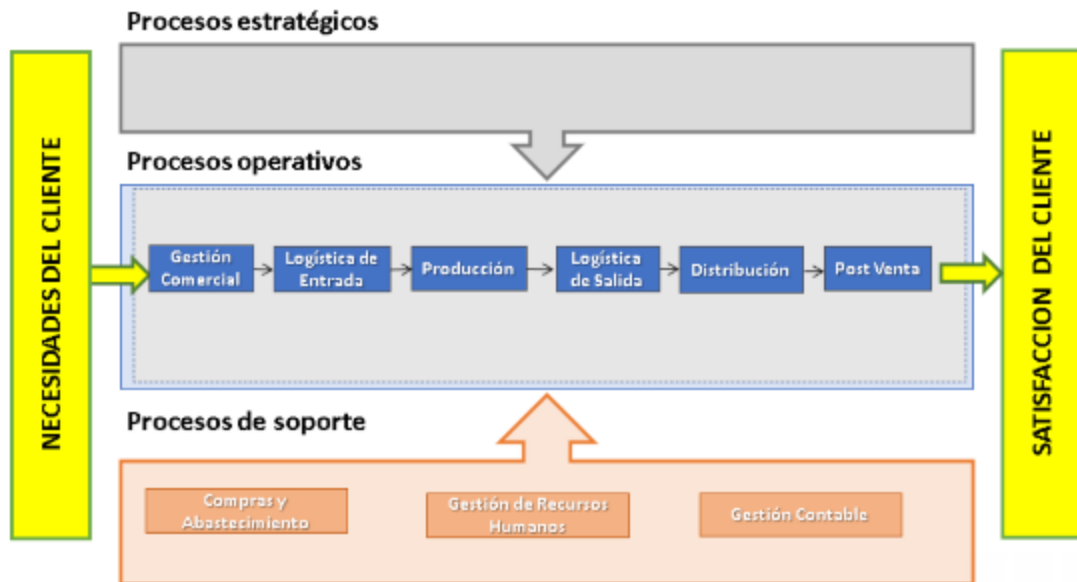 Procesos estratégicos
NECESIDADES DEL CLIENTE
Procesos operativos
Gestión
Comercial
Logística de
Entrada
Producción
Logística
de Salida
Distribución
Post Venta
SATISFACCION DEL CLIENTE
Procesos de soporte
Compras y
Abastecimiento
Gestión de Recursos
Humanos
Gestión Contable